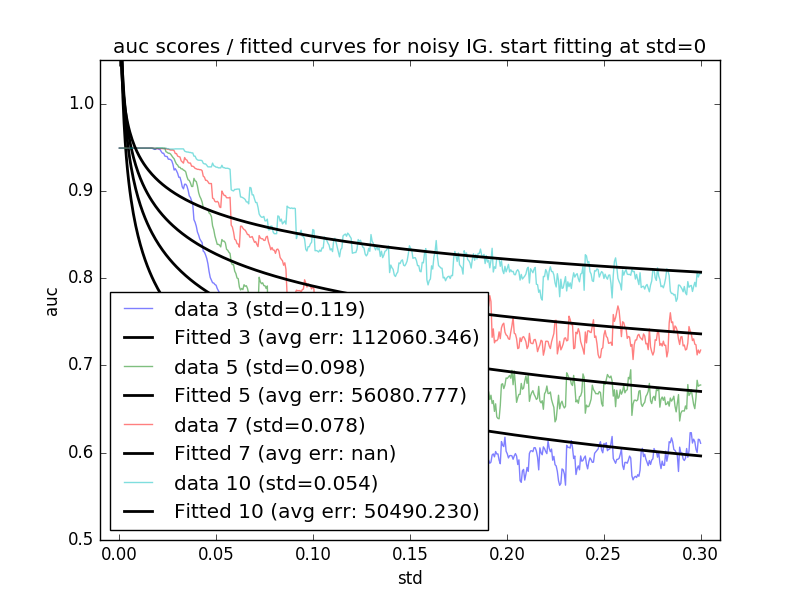 auc scores / fitted curves for noisy IG. start fitting at std=0
1.0
0.9
0.8
0.7
0.6
0.5
auc
data 3 (std=0.119)
Fitted 3 (avg err: 112060.346)
data 5 (std=0.098)
Fitted 5 (avg err: 56080.777)
data 7 (std=0.078)
Fitted 7 (avg err: nan)
data 10 (std=0.054)
Fitted 10 (avg err: 50490.230)
0.00 0.05 0.10 0.15 0.20 0.25 0.30
std